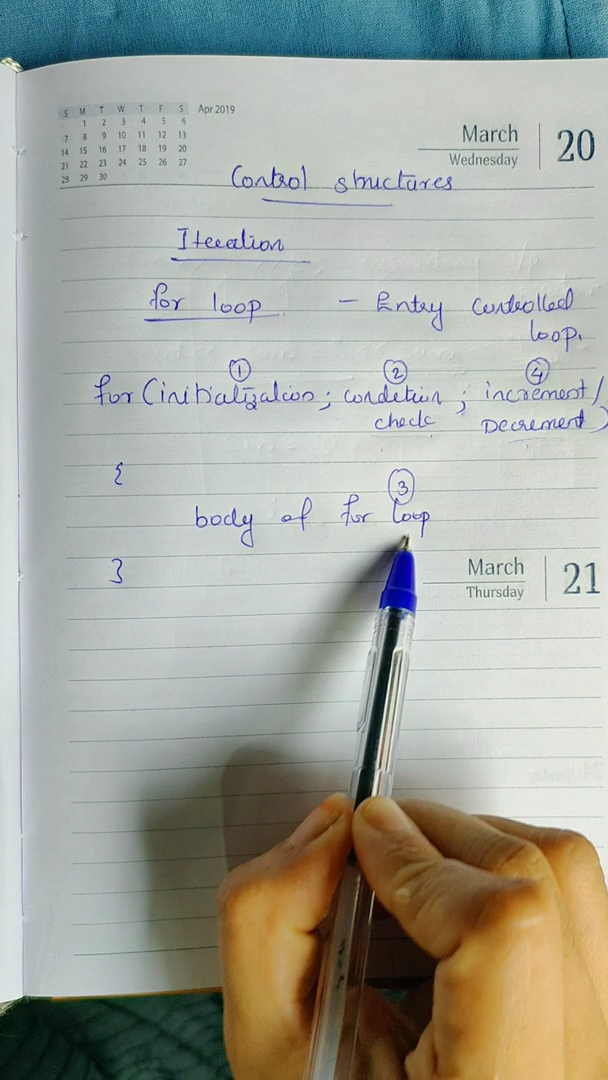 S M T W T F S Apr 2019
1 2 3 4 5 6
7 8 9 10 11 12 13
14 15 16 17 18 19 20
21 22 23 24 25 26 27
28 29 30
March 20
Wednesday
Control structures
Iteration
for loop - Entry controlled
loop.
1 2 4
for (initialization; condition ; increment/
check Decrement)
{
3
body of for loop
}
March 21
Thursday